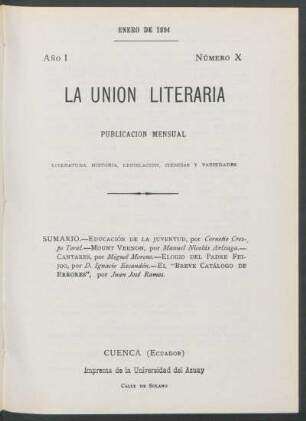 ENERO DE 1894
Año I Número X
LA UNION LITERARIA
PUBLICACION MENSUAL
LITERATURA, HISTORIA, LEGISLACION, CIENCIAS Y VARIEDADES
SUMARIO.—Educación de la juventud, por Cornelio Cres-
po Toral.—Mount Vernon, por Manuel Nicolás Arízaga.—
Cantares, por Miguel Moreno.—Elogio del Padre Fei-
joo, por D. Ignacio Escandón.—El "Breve Catálogo de
Errores", por Juan José Ramos.
CUENCA (Ecuador)
Imprenta de la Universidad del Azuay
Calle de Solano